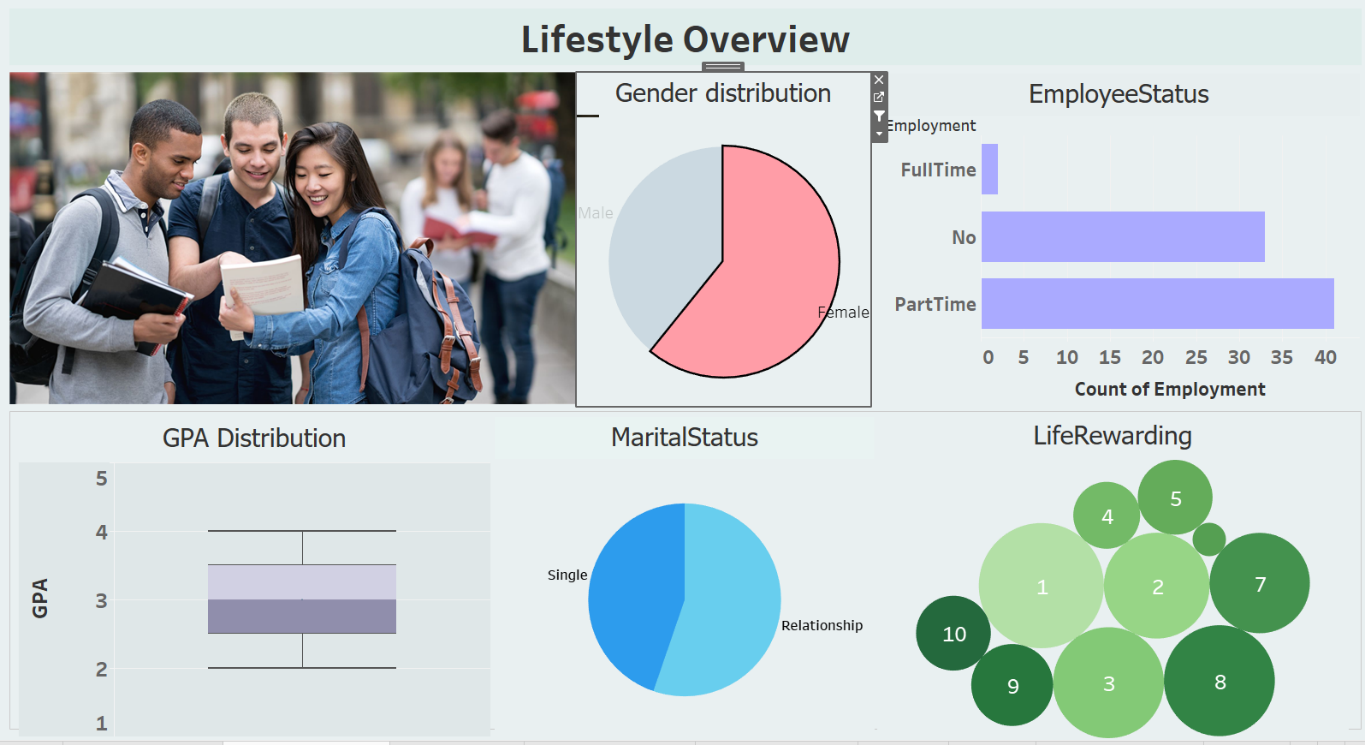 Lifestyle Overview
Gender distribution
Male
Female
EmployeeStatus
Employment
FullTime
No
PartTime
0 5 10 15 20 25 30 35 40
Count of Employment
GPA Distribution
GPA
5
4
3
2
1
MaritalStatus
Single
Relationship
LifeRewarding
5
4
1
2
7
10
9
3
8